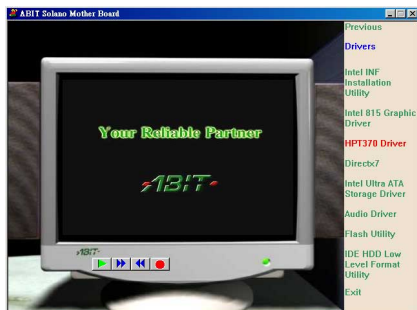 ABIT Solano Mother Board
Your Reliable Partner
ABIT
ABIT
Previous
Drivers
Intel INF
Installation
Utility
Intel 815 Graphic
Driver
HPT370 Driver
Directx7
Intel Ultra ATA
Storage Driver
Audio Driver
Flash Utility
IDE HDD Low
Level Format
Utility
Exit